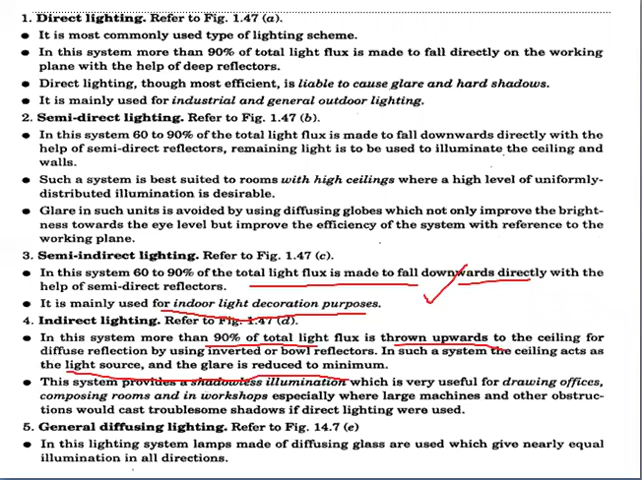 1. Direct lighting. Refer to Fig. 1.47 (a).
● It is most commonly used type of lighting scheme.
● In this system more than 90% of total light flux is made to fall directly on the working
plane with the help of deep reflectors.
● Direct lighting, though most efficient, is liable to cause glare and hard shadows.
● It is mainly used for industrial and general outdoor lighting.
2. Semi-direct lighting. Refer to Fig. 1.47 (b).
● In this system 60 to 90% of the total light flux is made to fall downwards directly with the
help of semi-direct reflectors, remaining light is to be used to illuminate the ceiling and
walls.
● Such a system is best suited to rooms with high ceilings where a high level of uniformly-
distributed illumination is desirable.
● Glare in such units is avoided by using diffusing globes which not only improve the bright-
ness towards the eye level but improve the efficiency of the system with reference to the
working plane.
3. Semi-indirect lighting. Refer to Fig. 1.47 (c).
● In this system 60 to 90% of the total light flux is made to fall downwards directly with the
help of semi-direct reflectors.
● It is mainly used for indoor light decoration purposes.
4. Indirect lighting. Refer to Fig. 1.47 (d).
● In this system more than 90% of total light flux is thrown upwards to the ceiling for
diffuse reflection by using inverted or bowl reflectors. In such a system the ceiling acts as
the light source, and the glare is reduced to minimum.
● This system provides a shadowless illumination which is very useful for drawing offices,
composing rooms and in workshops especially where large machines and other obstruc-
tions would cast troublesome shadows if direct lighting were used.
5. General diffusing lighting. Refer to Fig. 14.7 (e)
● In this lighting system lamps made of diffusing glass are used which give nearly equal
illumination in all directions.